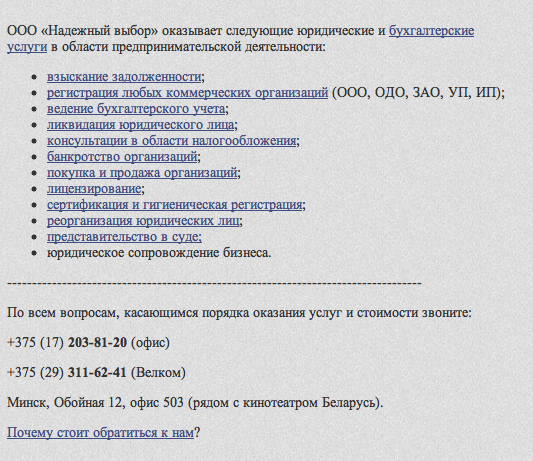 ООО «Надежный выбор» оказывает следующие юридические и бухгалтерские
услуги в области предпринимательской деятельности:
• взыскание задолженности;
• регистрация любых коммерческих организаций (ООО, ОДО, ЗАО, УП, ИП);
• ведение бухгалтерского учета;
• ликвидация юридического лица;
• консультации в области налогообложения;
• банкротство организаций;
• покупка и продажа организаций;
• лицензирование;
• сертификация и гигиеническая регистрация;
• реорганизация юридических лиц;
• представительство в суде;
• юридическое сопровождение бизнеса.
-----------------------------------------------------------------------------------
По всем вопросам, касающимся порядка оказания услуг и стоимости звоните:
+375 (17) 203-81-20 (офис)
+375 (29) 311-62-41 (Велком)
Минск, Обойная 12, офис 503 (рядом с кинотеатром Беларусь).
Почему стоит обратиться к нам?